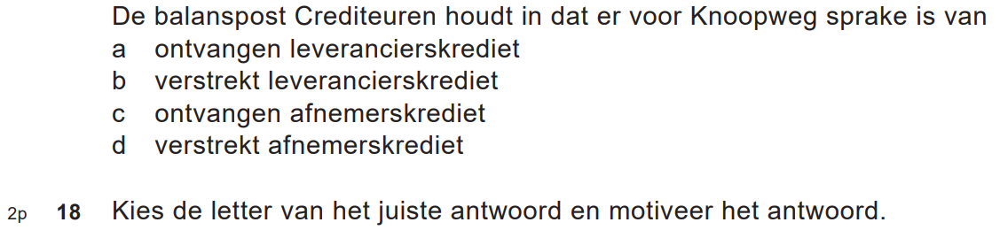 De balanspost Crediteuren houdt in dat er voor Knoopweg sprake is van
a ontvangen leverancierskrediet
b verstrekt leverancierskrediet
c ontvangen afnemerskrediet
d verstrekt afnemerskrediet
2p 18 Kies de letter van het juiste antwoord en motiveer het antwoord.